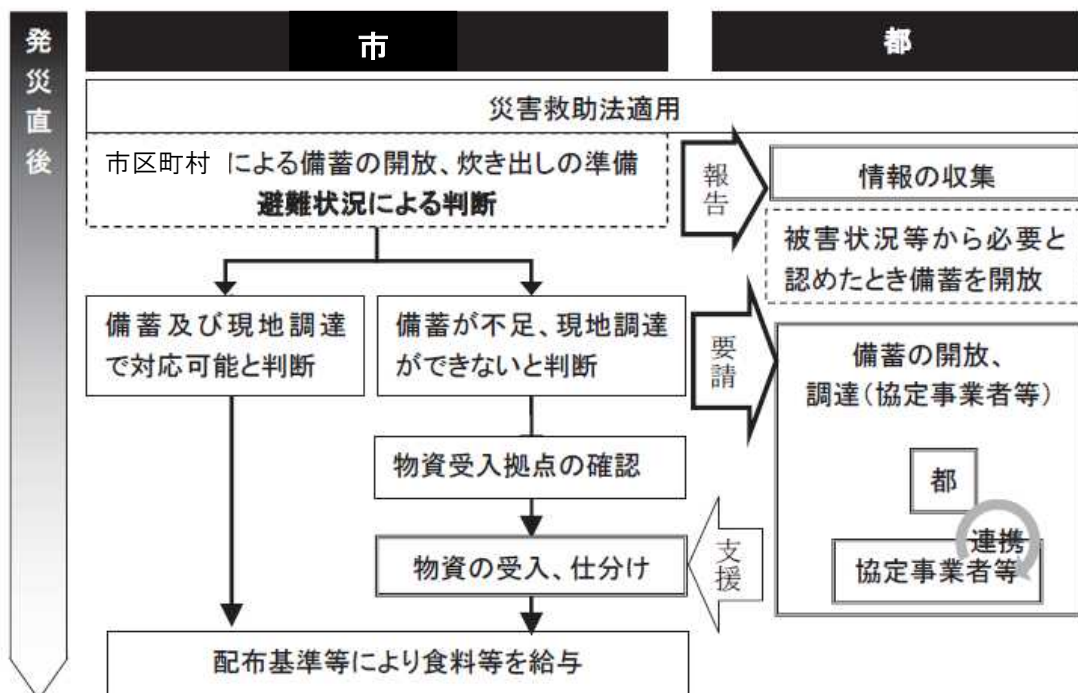 発災直後
市
都
災害救助法適用
市区町村 による備蓄の開放、炊き出しの準備
避難状況による判断
報告
情報の収集
被害状況等から必要と
認めたとき備蓄を開放
備蓄及び現地調達
で対応可能と判断
備蓄が不足、現地調達
ができないと判断
要請
備蓄の開放、
調達（協定事業者等）
物資受入拠点の確認
都
連携
協定事業者等
物資の受入、仕分け
支援
配布基準等により食料等を給与